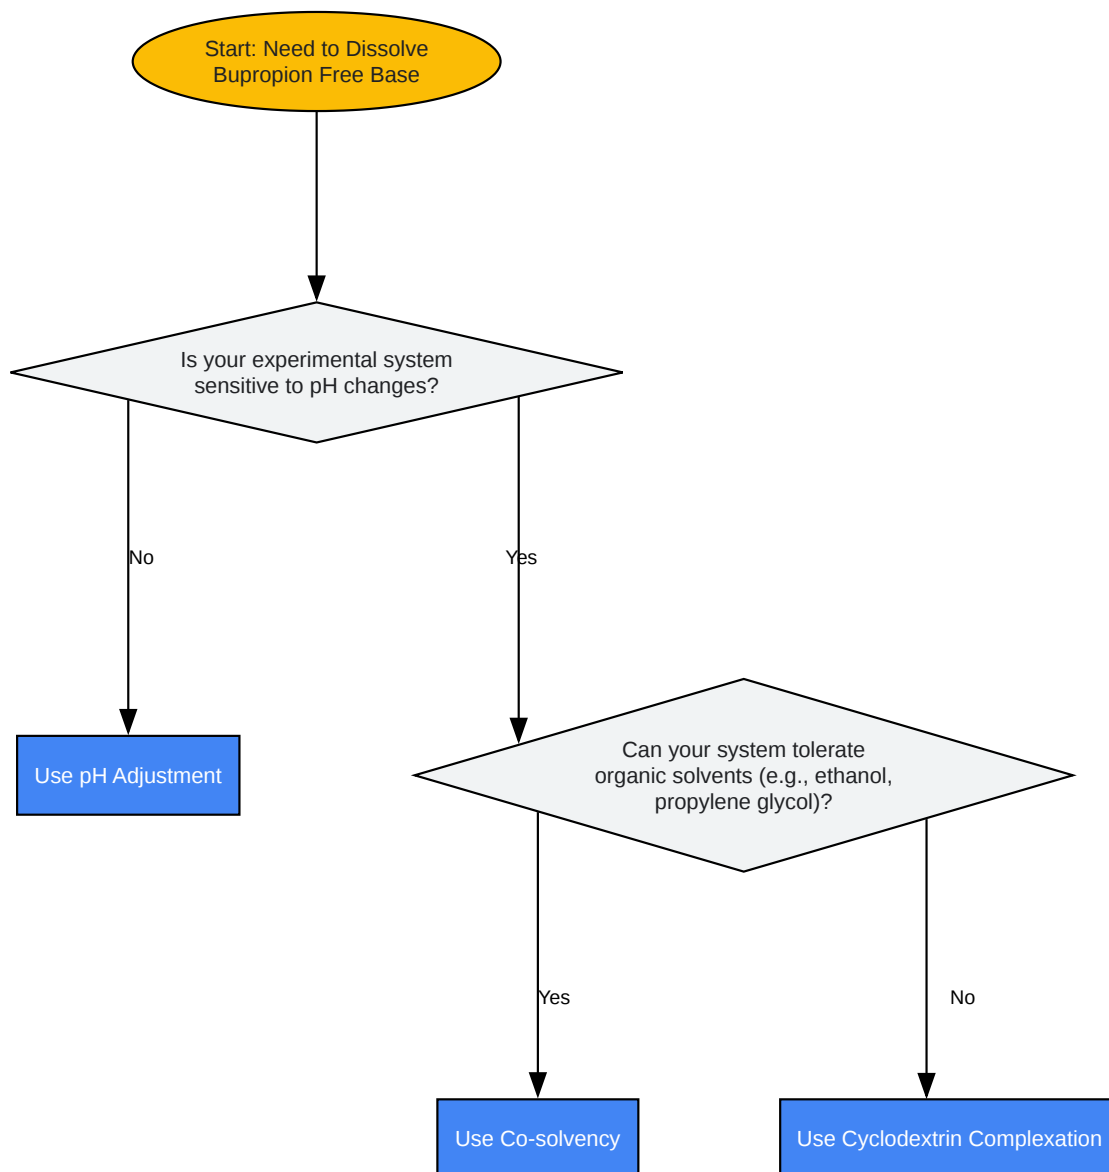 Start: Need to Dissolve
Bupropion Free Base
Is your experimental system
sensitive to pH changes?
No
Yes
Use pH Adjustment
Can your system tolerate
organic solvents (e.g., ethanol,
propylene glycol)?
Yes
No
Use Co-solvency
Use Cyclodextrin Complexation